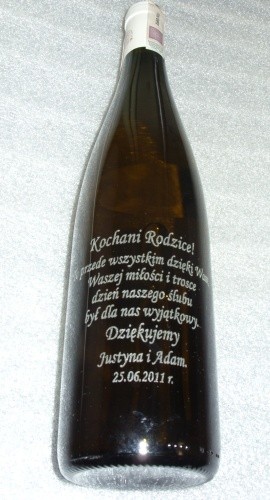 Kochani Rodzice!
przede wszystkim dzięki Wam
Waszej miłości i trosce
dzień naszego ślubu
był dla nas wyjątkowy.
Dziękujemy
Justyna i Adam.
25.06.2011 r.